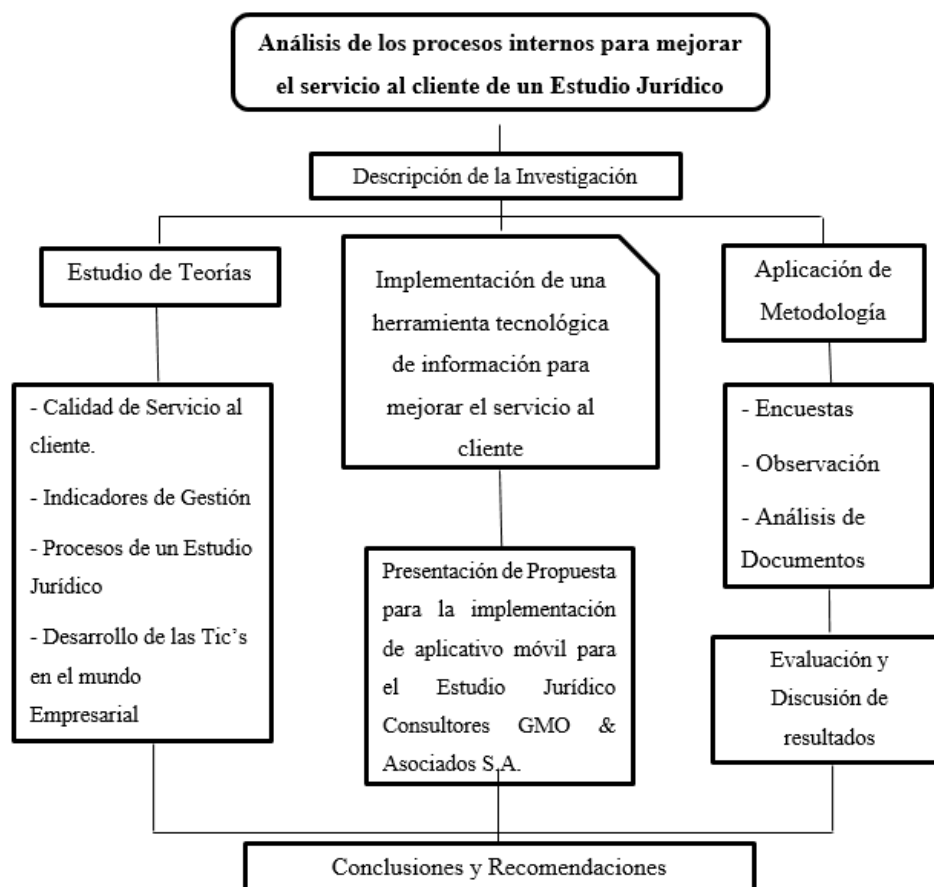 Análisis de los procesos internos para mejorar
el servicio al cliente de un Estudio Jurídico
Descripción de la Investigación
Estudio de Teorías
- Calidad de Servicio al
cliente.
- Indicadores de Gestión
- Procesos de un Estudio
Jurídico
- Desarrollo de las Tic's
en el mundo
Empresarial
Implementación de una
herramienta tecnológica
de información para
mejorar el servicio al
cliente
Presentación de Propuesta
para la implementación
de aplicativo móvil para
el Estudio Jurídico
Consultores GMO &
Asociados S.A.
Aplicación de
Metodología
- Encuestas
- Observación
- Análisis de
Documentos
Evaluación y
Discusión de
resultados
Conclusiones y Recomendaciones